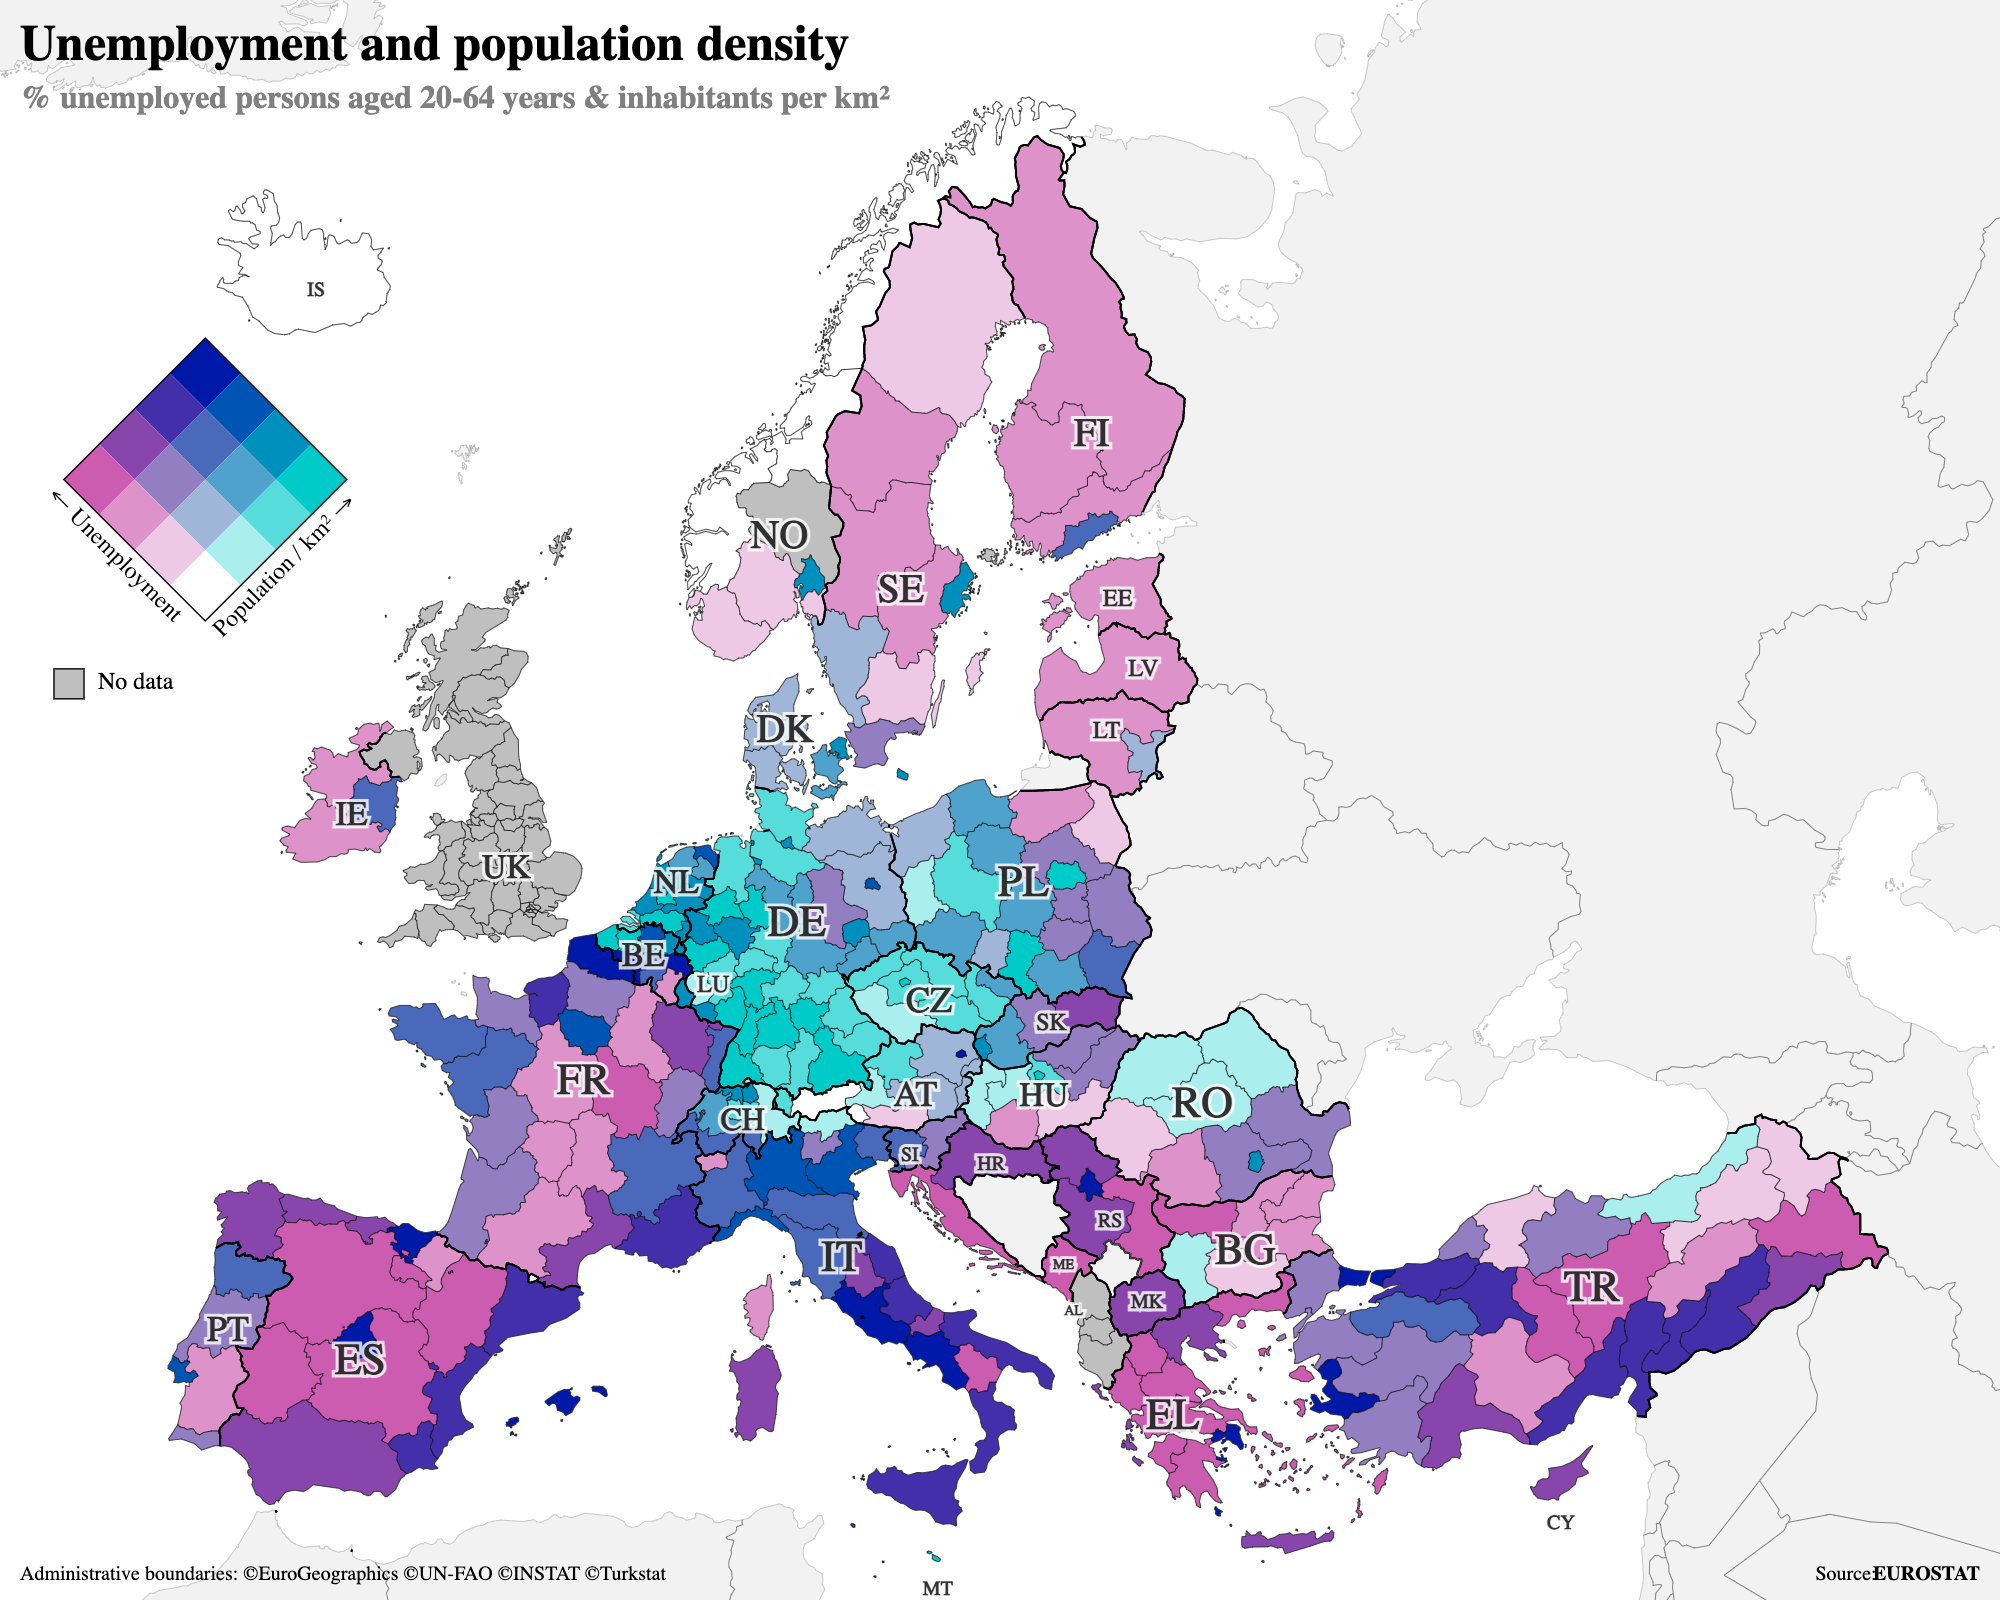 Unemployment and population density
% unemployed persons aged 20-64 years & inhabitants per km²
IS
← Unemployment
Population / km² →
No data
NO
FI
SE
EE
LV
LT
DK
IE
UK
NL
PL
DE
BE
LU
CZ
SK
FR
AT
HU
RO
CH
SI
HR
RS
IT
BG
ME
TR
AL
MK
PT
ES
EL
CY
MT
Administrative boundaries: ©EuroGeographics ©UN-FAO ©INSTAT ©Turkstat
Source:EUROSTAT